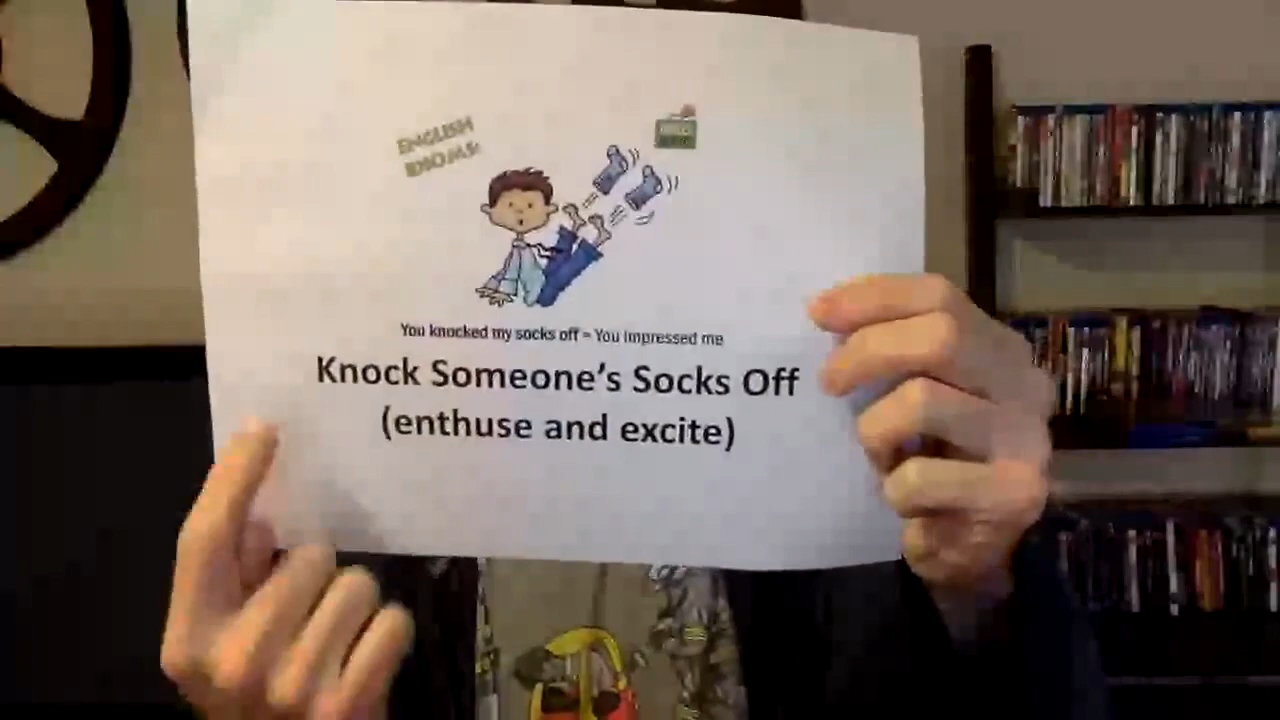 ENGLISH
IDIOMS:
You knocked my socks off = You impressed me
Knock Someone's Socks Off
(enthuse and excite)